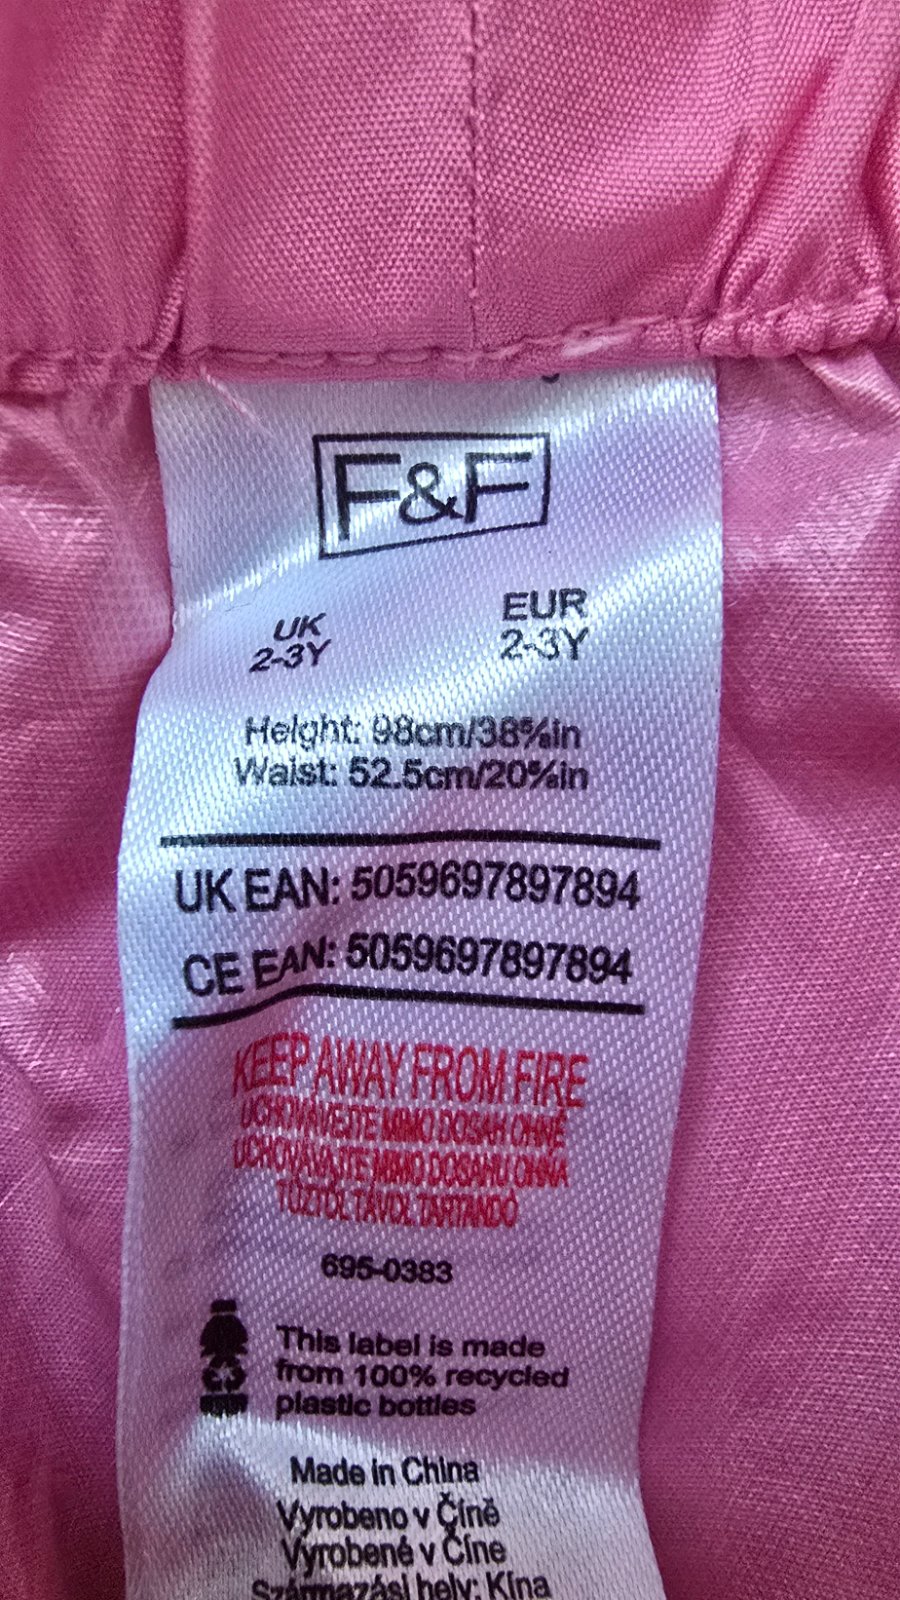 F&F
UK
2-3Y
EUR
2-3Y
Height: 98cm/38⅝in
Waist: 52.5cm/20⅝in
UK EAN: 5059697897894
CE EAN: 5059697897894
KEEP AWAY FROM FIRE
UCHOVÁVEJTE MIMO DOSAH OHNĚ
UCHOVÁVAJTE MIMO DOSAHU OHŇA
TŰZTŐL TÁVOL TARTANDÓ
695-0383
This label is made
from 100% recycled
plastic bottles
Made in China
Vyrobeno v Číně
Vyrobené v Číne
Származási hely: Kína